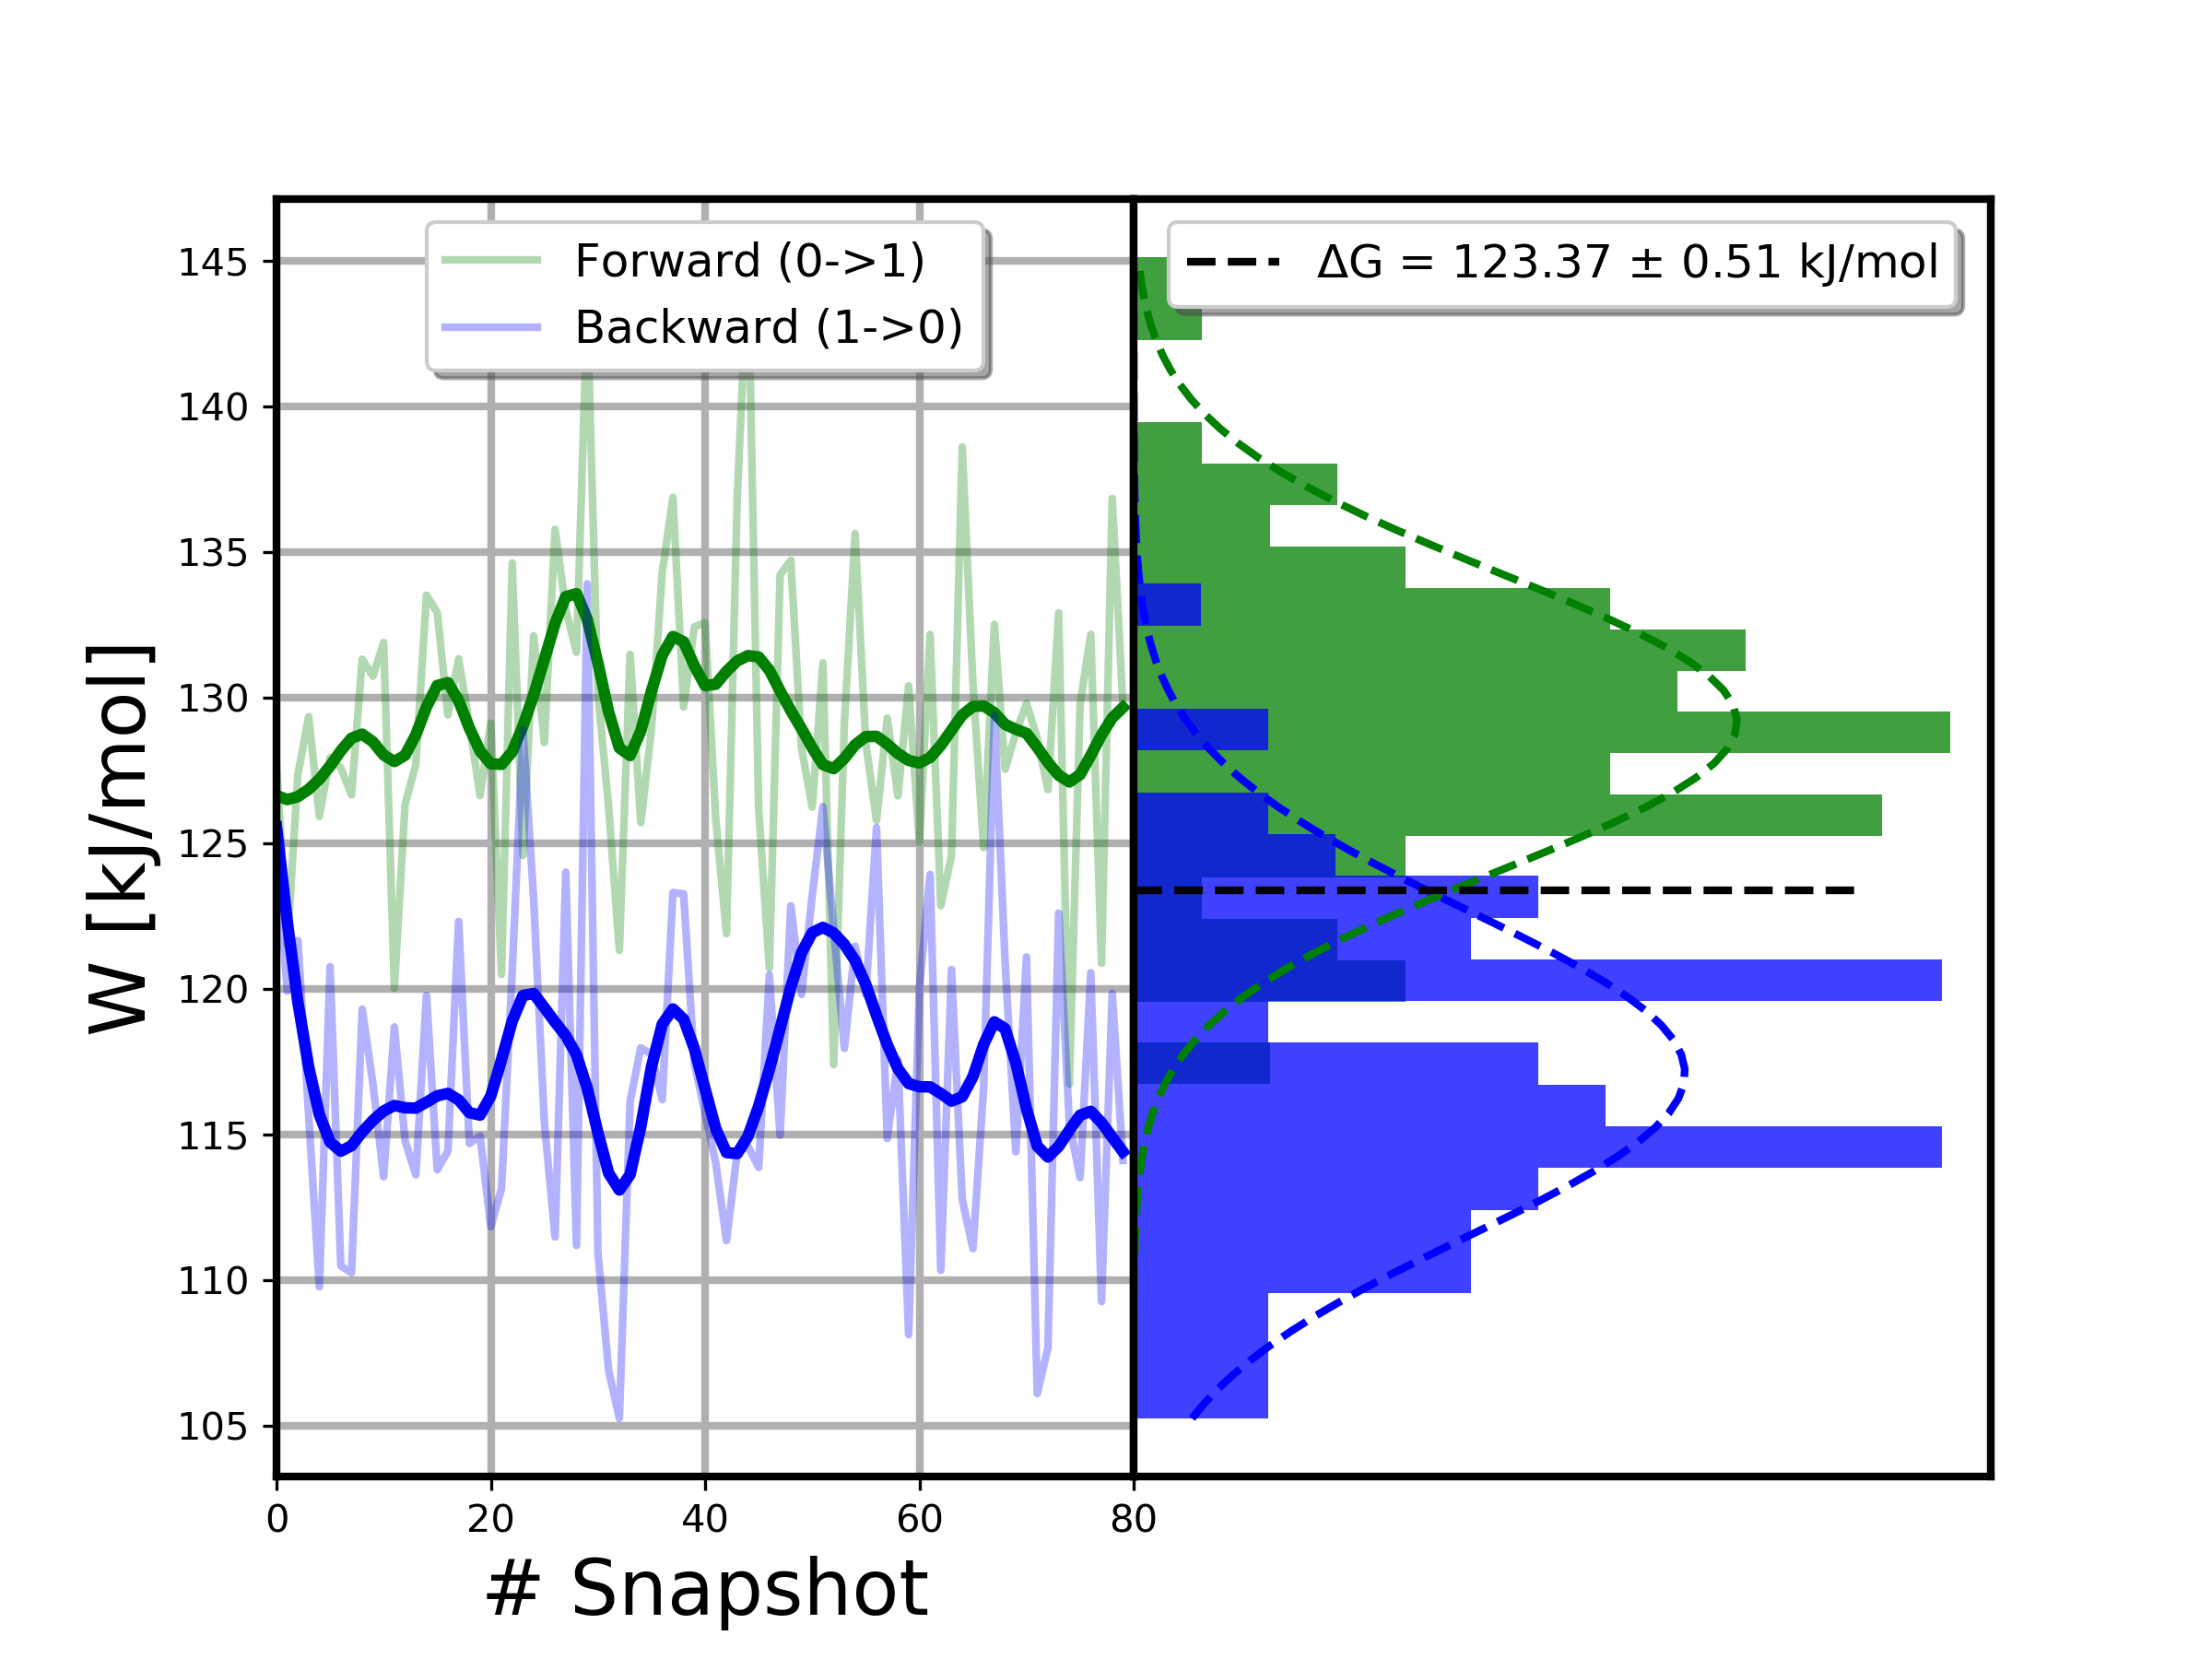 Forward (0->1)
Backward (1->0)
ΔG = 123.37 ± 0.51 kJ/mol
W [kJ/mol]
145
140
135
130
125
120
115
110
105
0 20 40 60 80
# Snapshot